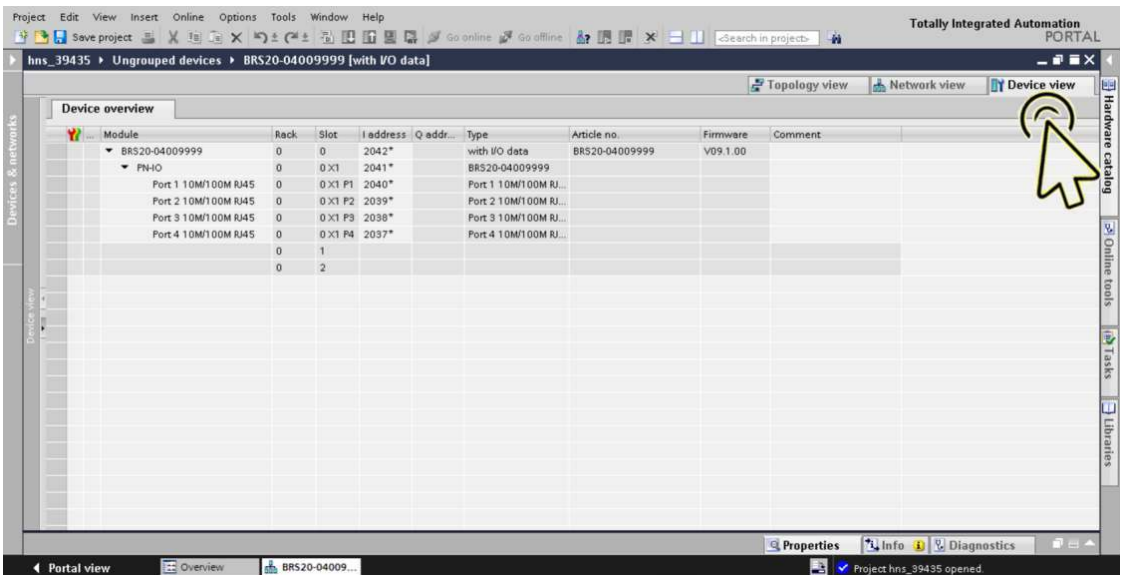 Project Edit View Insert Online Options Tools Window Help
Totally Integrated Automation
PORTAL
Save project Go online Go offline <Search in project>
hns_39435 ▸ Ungrouped devices ▸ BRS20-04009999 [with I/O data]
Topology view Network view Device view
Device overview
... Module Rack Slot I address Q addr... Type Article no. Firmware Comment
BRS20-04009999 0 0 2042* with I/O data BRS20-04009999 V09.1.00
PN-IO 0 0 X1 2041* BRS20-04009999
Port 1 10M/100M RJ45 0 0 X1 P1 2040* Port 1 10M/100M RJ...
Port 2 10M/100M RJ45 0 0 X1 P2 2039* Port 2 10M/100M RJ...
Port 3 10M/100M RJ45 0 0 X1 P3 2038* Port 3 10M/100M RJ...
Port 4 10M/100M RJ45 0 0 X1 P4 2037* Port 4 10M/100M RJ...
0 1
0 2
Devices & networks
Device view
Hardware catalog
Online tools
Tasks
Libraries
Properties Info Diagnostics
Portal view Overview BRS20-04009... Project hns_39435 opened.